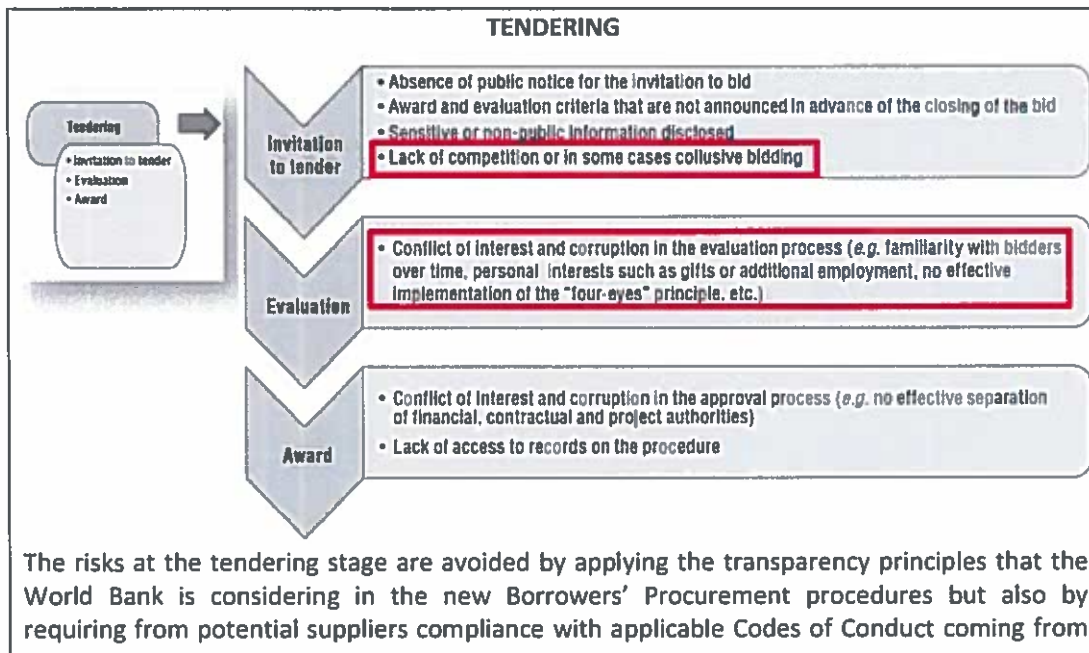 TENDERING
Tendering
• Invitation to tender
• Evaluation
• Award
Invitation
to tender
• Absence of public notice for the invitation to bid
• Award and evaluation criteria that are not announced in advance of the closing of the bid
• Sensitive or non-public information disclosed
• Lack of competition or in some cases collusive bidding
Evaluation
• Conflict of interest and corruption in the evaluation process (e.g. familiarity with bidders
over time, personal interests such as gifts or additional employment, no effective
implementation of the "four-eyes" principle, etc.)
Award
• Conflict of interest and corruption in the approval process (e.g. no effective separation
of financial, contractual and project authorities)
• Lack of access to records on the procedure
The risks at the tendering stage are avoided by applying the transparency principles that the
World Bank is considering in the new Borrowers' Procurement procedures but also by
requiring from potential suppliers compliance with applicable Codes of Conduct coming from